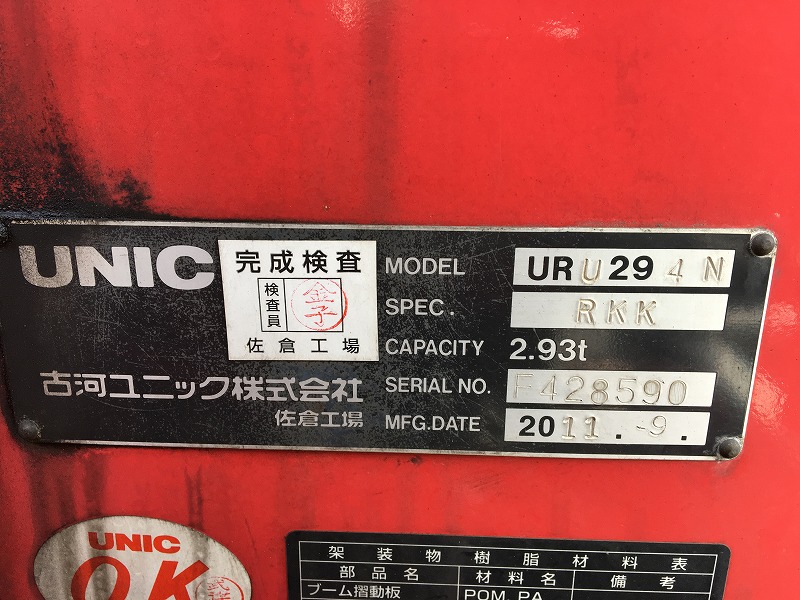 UNIC
完成検査
検査員
金子
佐倉工場
古河ユニック株式会社
佐倉工場
MODEL URU294N
SPEC. RKK
CAPACITY 2.93t
SERIAL NO. F428590
MFG.DATE 2011.-9.
UNIC
OK
架装物樹脂材料表
部品名 材料名 備考
ブーム摺動板 POM, PA